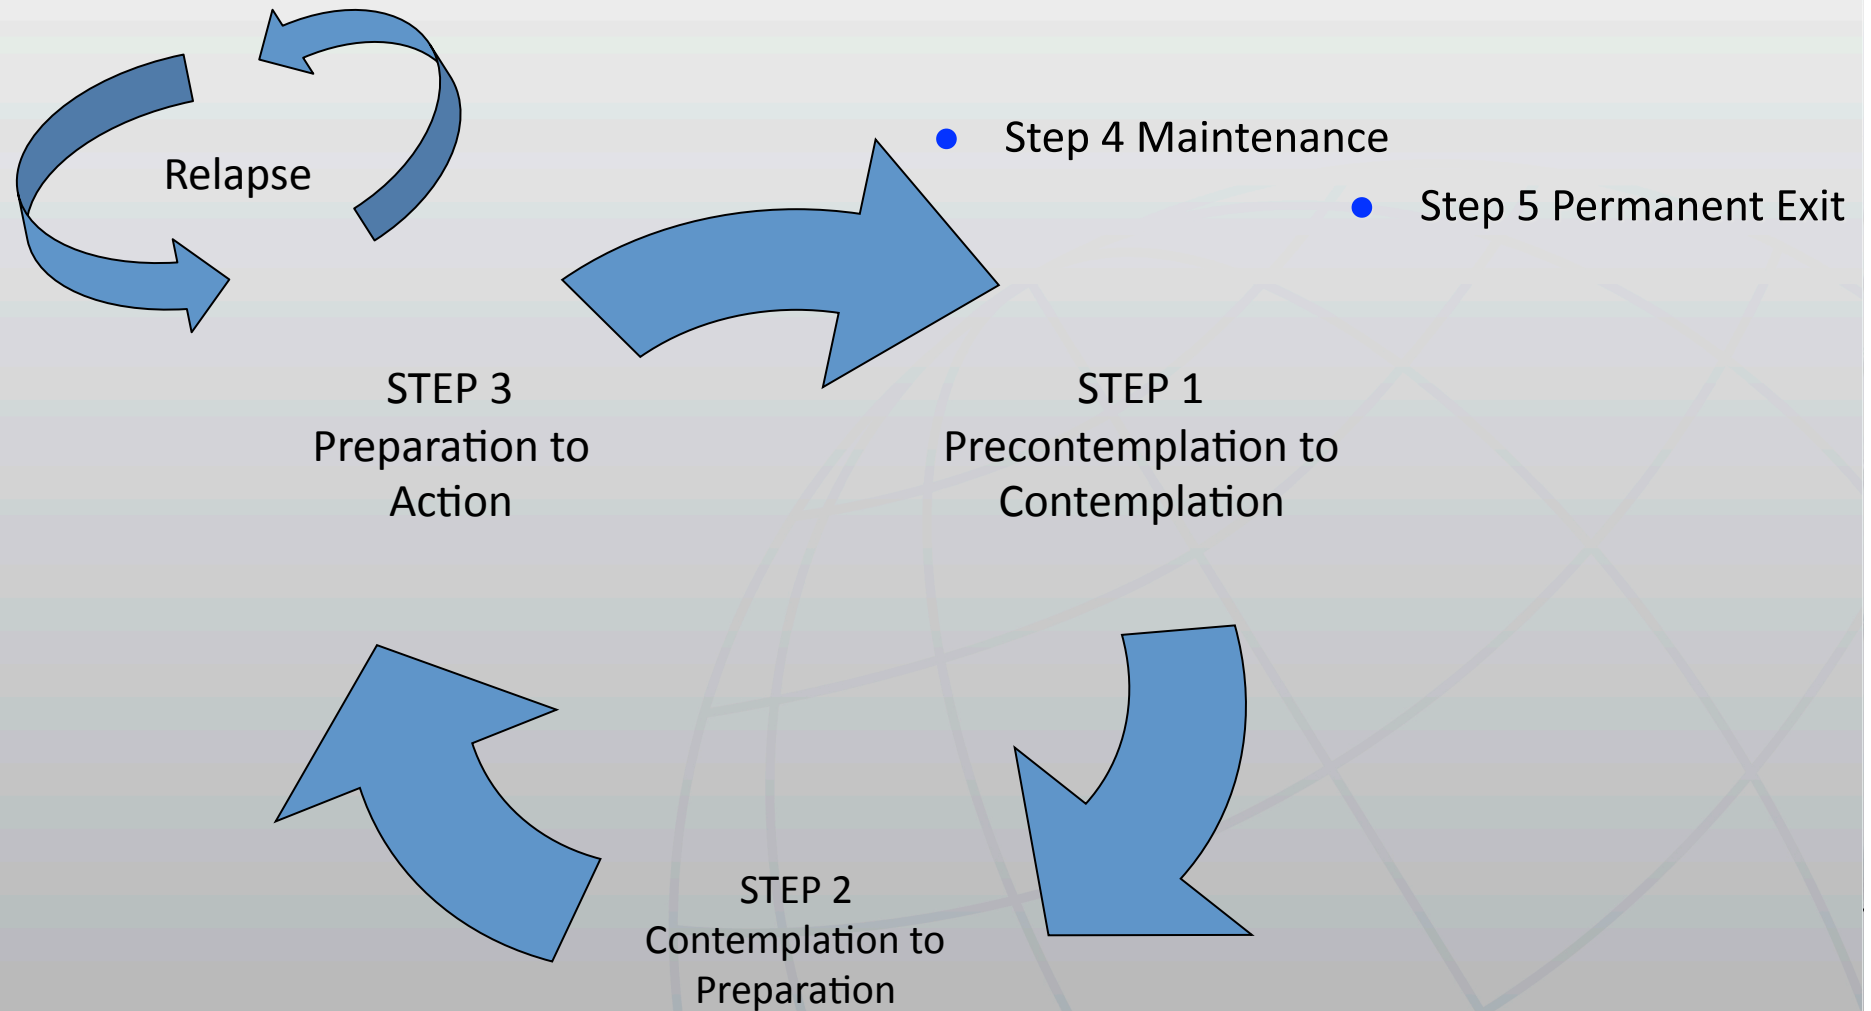 Relapse
Step 4 Maintenance
Step 5 Permanent Exit
STEP 3
Preparation to
Action
STEP 1
Precontemplation to
Contemplation
STEP 2
Contemplation to
Preparation